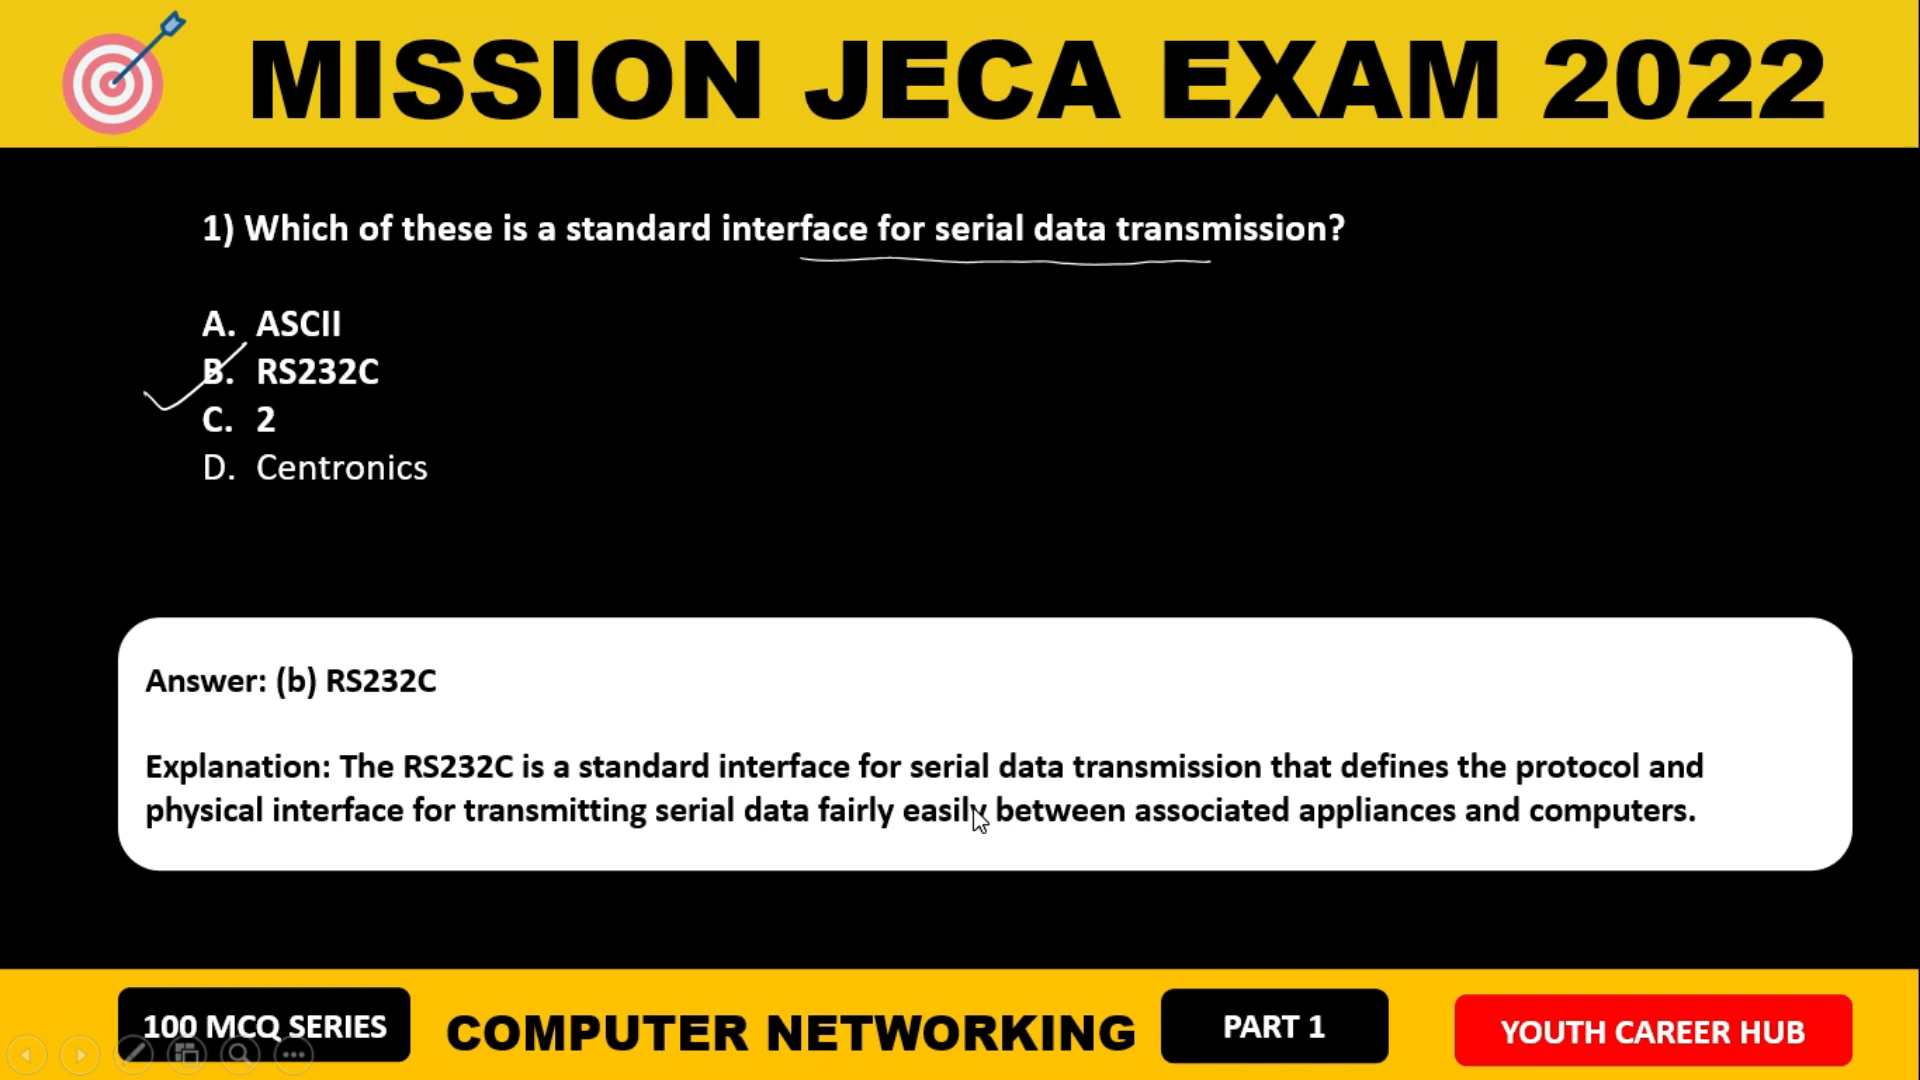 MISSION JECA EXAM 2022
1) Which of these is a standard interface for serial data transmission?
A. ASCII
B. RS232C
C. 2
D. Centronics
Answer: (b) RS232C
Explanation: The RS232C is a standard interface for serial data transmission that defines the protocol and
physical interface for transmitting serial data fairly easily between associated appliances and computers.
100 MCQ SERIES
COMPUTER NETWORKING
PART 1
YOUTH CAREER HUB